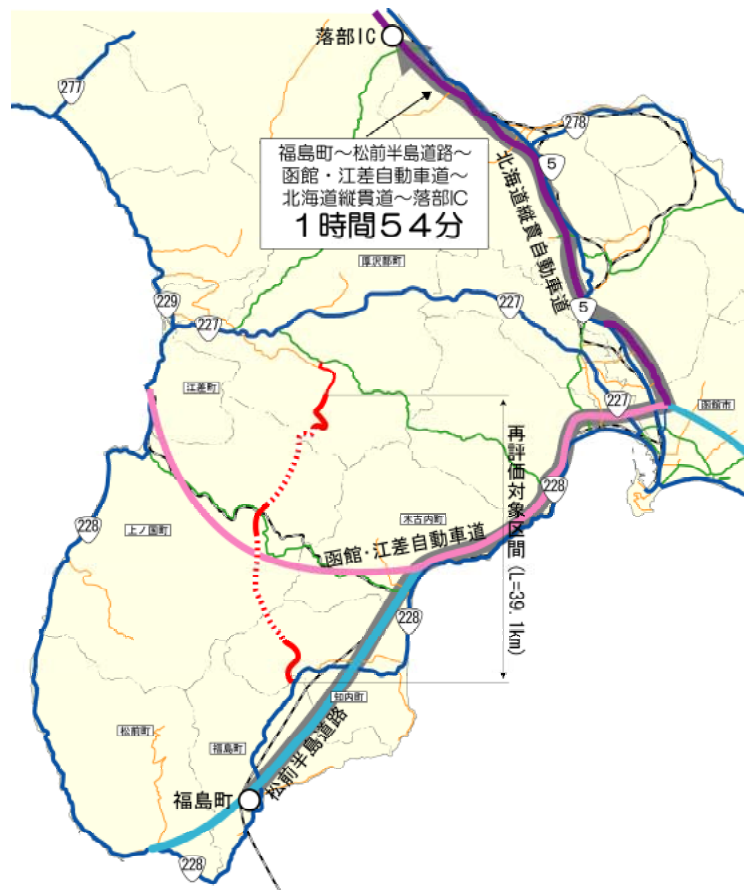 落部IC
277
278
福島町～松前半島道路～
函館・江差自動車道～
北海道縦貫道～落部IC
1時間54分
5
北海道縦貫自動車道
厚沢部町
229
227
227
5
江差町
227
函館市
再評価対象区間(L=39.1km)
228
228
上ノ国町
木古内町
函館・江差自動車道
228
知内町
松前町
福島町
松前半島道路
福島町
228